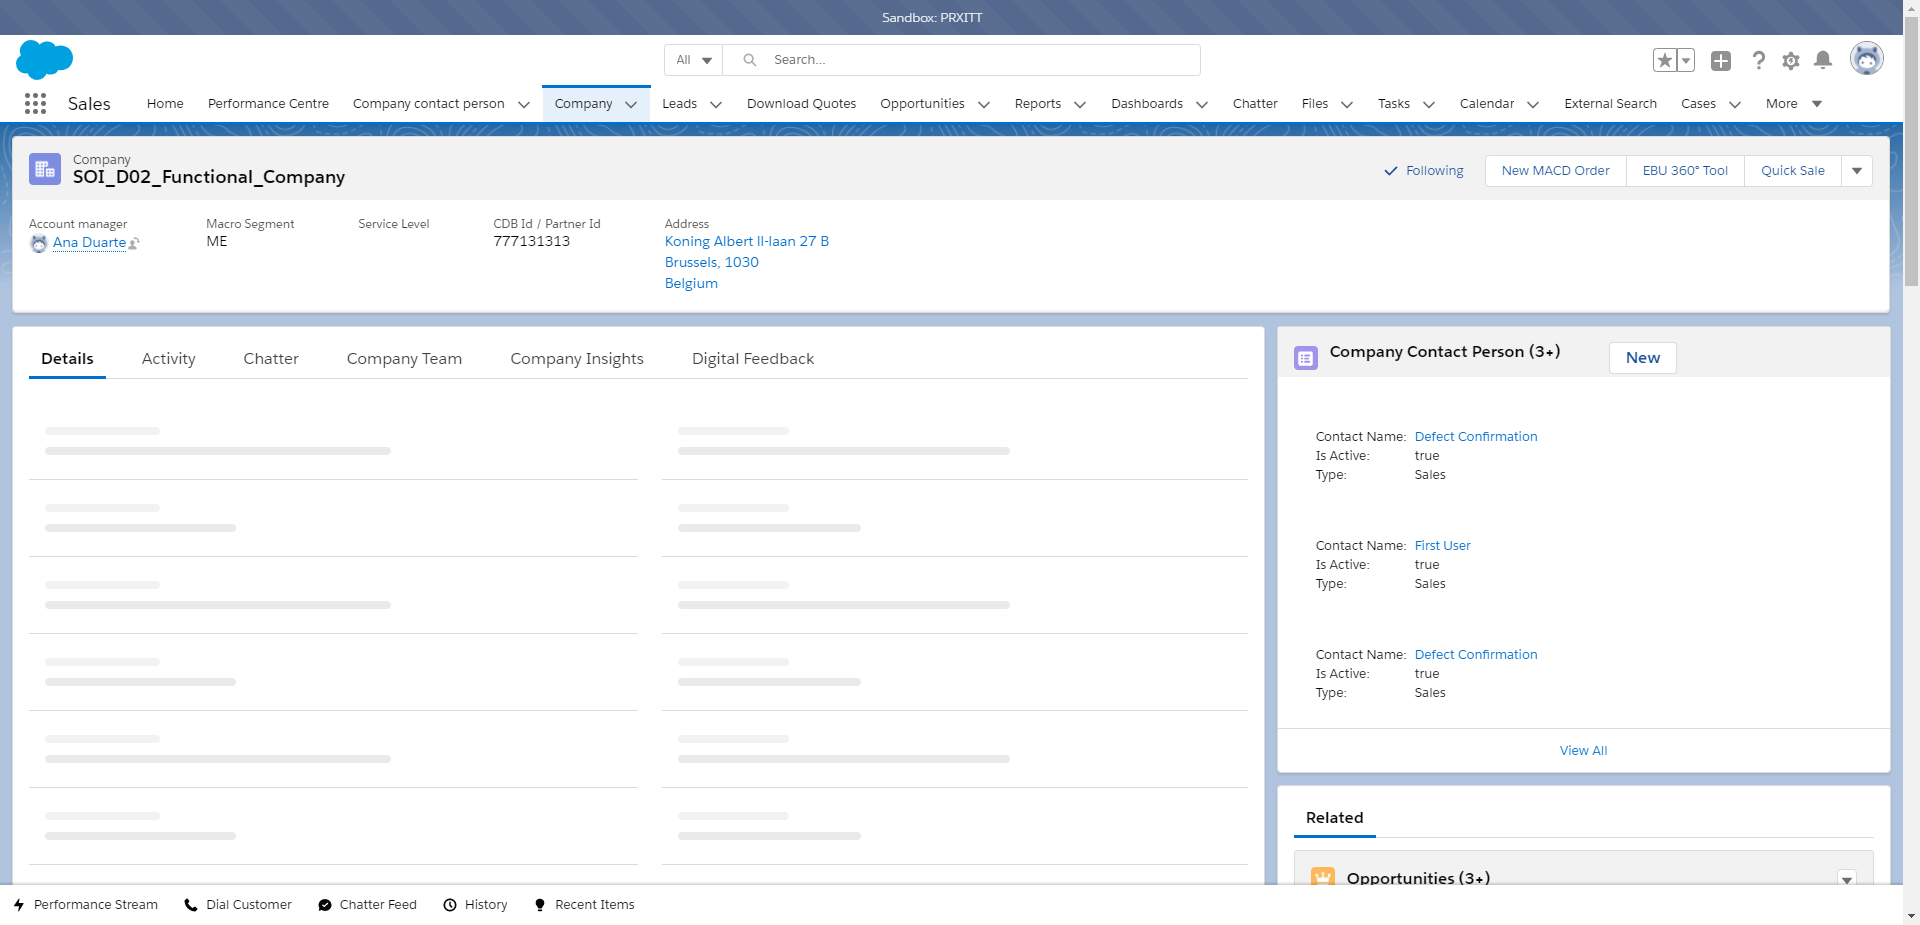 Sandbox: PRXITT
All
Search...
Sales
Home
Performance Centre
Company contact person
Company
Leads
Download Quotes
Opportunities
Reports
Dashboards
Chatter
Files
Tasks
Calendar
External Search
Cases
More
Company
SOI_D02_Functional_Company
Following
New MACD Order
EBU 360° Tool
Quick Sale
Account manager
Ana Duarte
Macro Segment
ME
Service Level
CDB Id / Partner Id
777131313
Address
Koning Albert II-laan 27 B
Brussels, 1030
Belgium
Details
Activity
Chatter
Company Team
Company Insights
Digital Feedback
Company Contact Person (3+)
New
Contact Name: Defect Confirmation
Is Active: true
Type: Sales
Contact Name: First User
Is Active: true
Type: Sales
Contact Name: Defect Confirmation
Is Active: true
Type: Sales
View All
Related
Opportunities (3+)
Performance Stream
Dial Customer
Chatter Feed
History
Recent Items